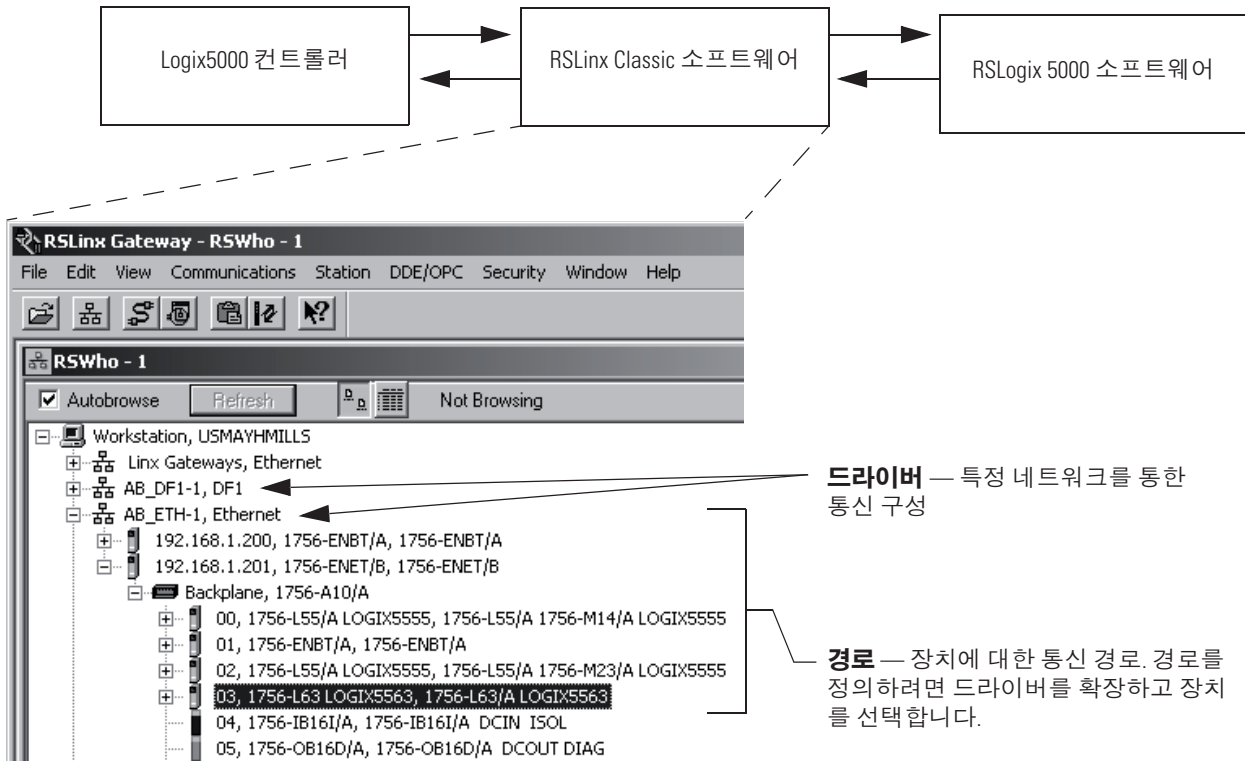 Logix5000 컨트롤러
RSLinx Classic 소프트웨어
RSLogix 5000 소프트웨어
RSLinx Gateway - RSWho - 1
File Edit View Communications Station DDE/OPC Security Window Help
RSWho - 1
Autobrowse Refresh Not Browsing
Workstation, USMAYHMILLS
Linx Gateways, Ethernet
AB_DF1-1, DF1
AB_ETH-1, Ethernet
192.168.1.200, 1756-ENBT/A, 1756-ENBT/A
192.168.1.201, 1756-ENET/B, 1756-ENET/B
Backplane, 1756-A10/A
00, 1756-L55/A LOGIX5555, 1756-L55/A 1756-M14/A LOGIX5555
01, 1756-ENBT/A, 1756-ENBT/A
02, 1756-L55/A LOGIX5555, 1756-L55/A 1756-M23/A LOGIX5555
03, 1756-L63 LOGIX5563, 1756-L63/A LOGIX5563
04, 1756-IB16I/A, 1756-IB16I/A DCIN ISOL
05, 1756-OB16D/A, 1756-OB16D/A DCOUT DIAG
드라이버 — 특정 네트워크를 통한
통신 구성
경로 — 장치에 대한 통신 경로. 경로를
정의하려면 드라이버를 확장하고 장치
를 선택합니다.